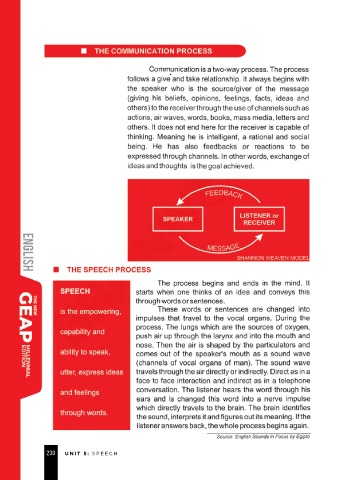 ■ THE COMMUNICATION PROCESS
Communication is a two-way process. The process
follows a give and take relationship. It always begins with
the speaker who is the source/giver of the message
(giving his beliefs, opinions, feelings, facts, ideas and
others) to the receiver through the use of channels such as
actions, air waves, words, books, mass media, letters and
others. It does not end here for the receiver is capable of
thinking. Meaning he is intelligent, a rational and social
being. He has also feedbacks or reactions to be
expressed through channels. In other words, exchange of
ideas and thoughts is the goal achieved.
FEEDBACK
SPEAKER
LISTENER or
RECEIVER
MESSAGE
SHANNON WEAVEN MODEL
■ THE SPEECH PROCESS
SPEECH
is the empowering,
capability and
ability to speak,
utter, express ideas
and feelings
through words.
The process begins and ends in the mind. It
starts when one thinks of an idea and conveys this
through words or sentences.
These words or sentences are changed into
impulses that travel to the vocal organs. During the
process. The lungs which are the sources of oxygen,
push air up through the larynx and into the mouth and
nose. Then the air is shaped by the particulators and
comes out of the speaker's mouth as a sound wave
(channels of vocal organs of man). The sound wave
travels through the air directly or indirectly. Direct as in a
face to face interaction and indirect as in a telephone
conversation. The listener hears the word through his
ears and is changed this word into a nerve impulse
which directly travels to the brain. The brain identifies
the sound, interprets it and figures out its meaning. If the
listener answers back, the whole process begins again.
Source: English Sounds in Focus by Eggpto
ENGLISH
THE NEW
GEAP
MILLENNIAL
EDITION
230 UNIT 5: SPEECH